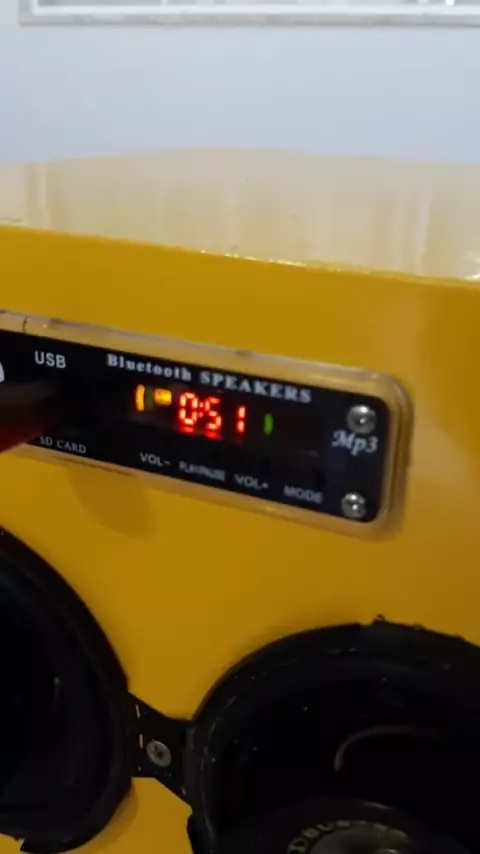 USB
Bluetooth SPEAKERS
0:51
Mp3
SD CARD
VOL- PLAY/PAUSE VOL+ MODE